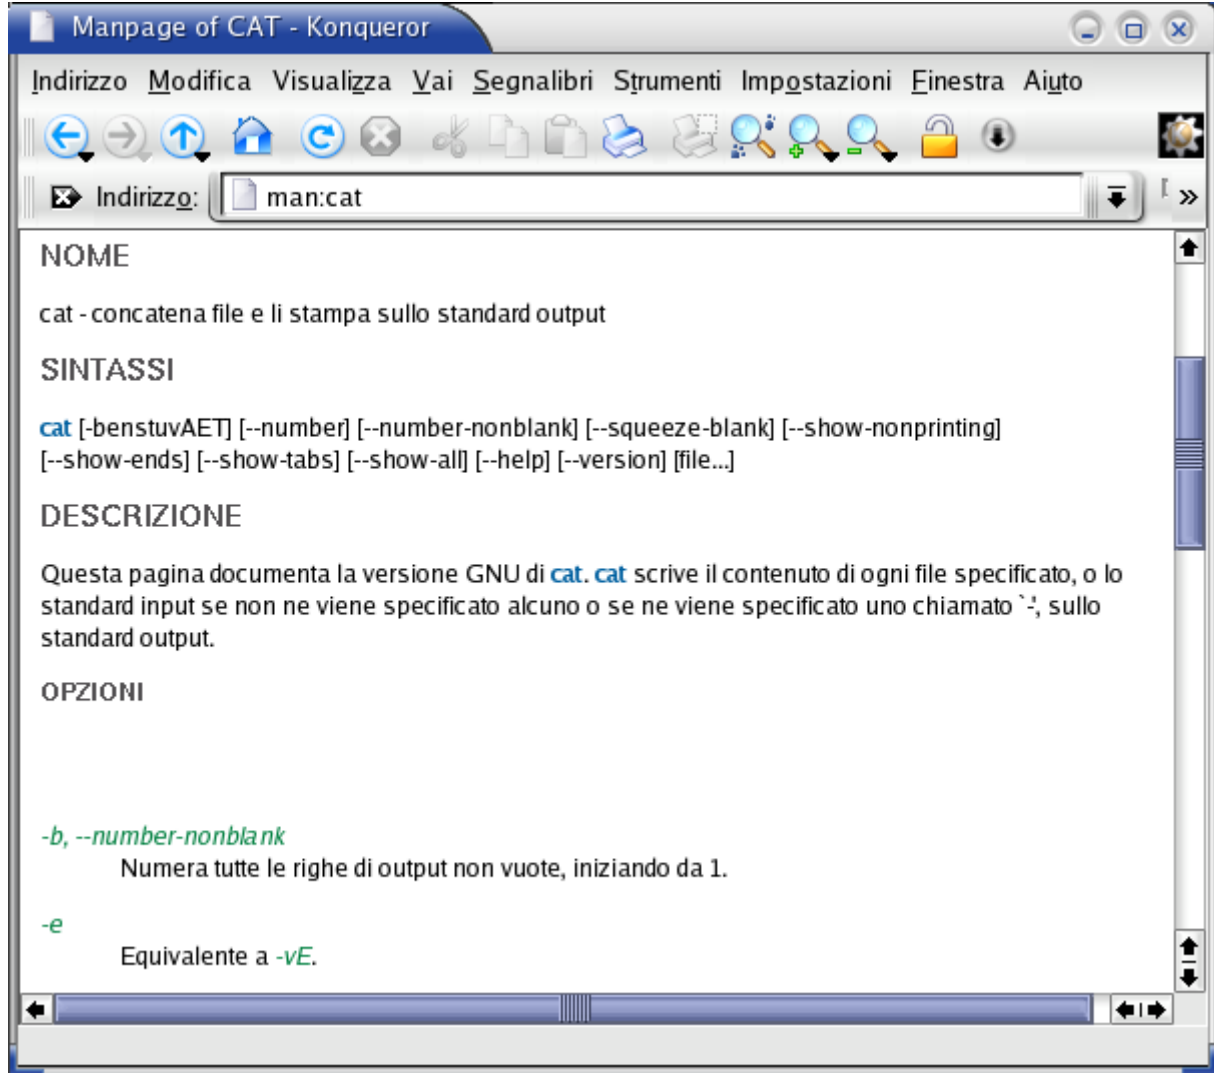 Manpage of CAT - Konqueror
Indirizzo Modifica Visualizza Vai Segnalibri Strumenti Impostazioni Finestra Aiuto
Indirizzo: man:cat
NOME
cat - concatena file e li stampa sullo standard output
SINTASSI
cat [-benstuvAET] [--number] [--number-nonblank] [--squeeze-blank] [--show-nonprinting]
[--show-ends] [--show-tabs] [--show-all] [--help] [--version] [file...]
DESCRIZIONE
Questa pagina documenta la versione GNU di cat. cat scrive il contenuto di ogni file specificato, o lo
standard input se non ne viene specificato alcuno o se ne viene specificato uno chiamato `-', sullo
standard output.
OPZIONI
-b, --number-nonblank
Numera tutte le righe di output non vuote, iniziando da 1.
-e
Equivalente a -vE.